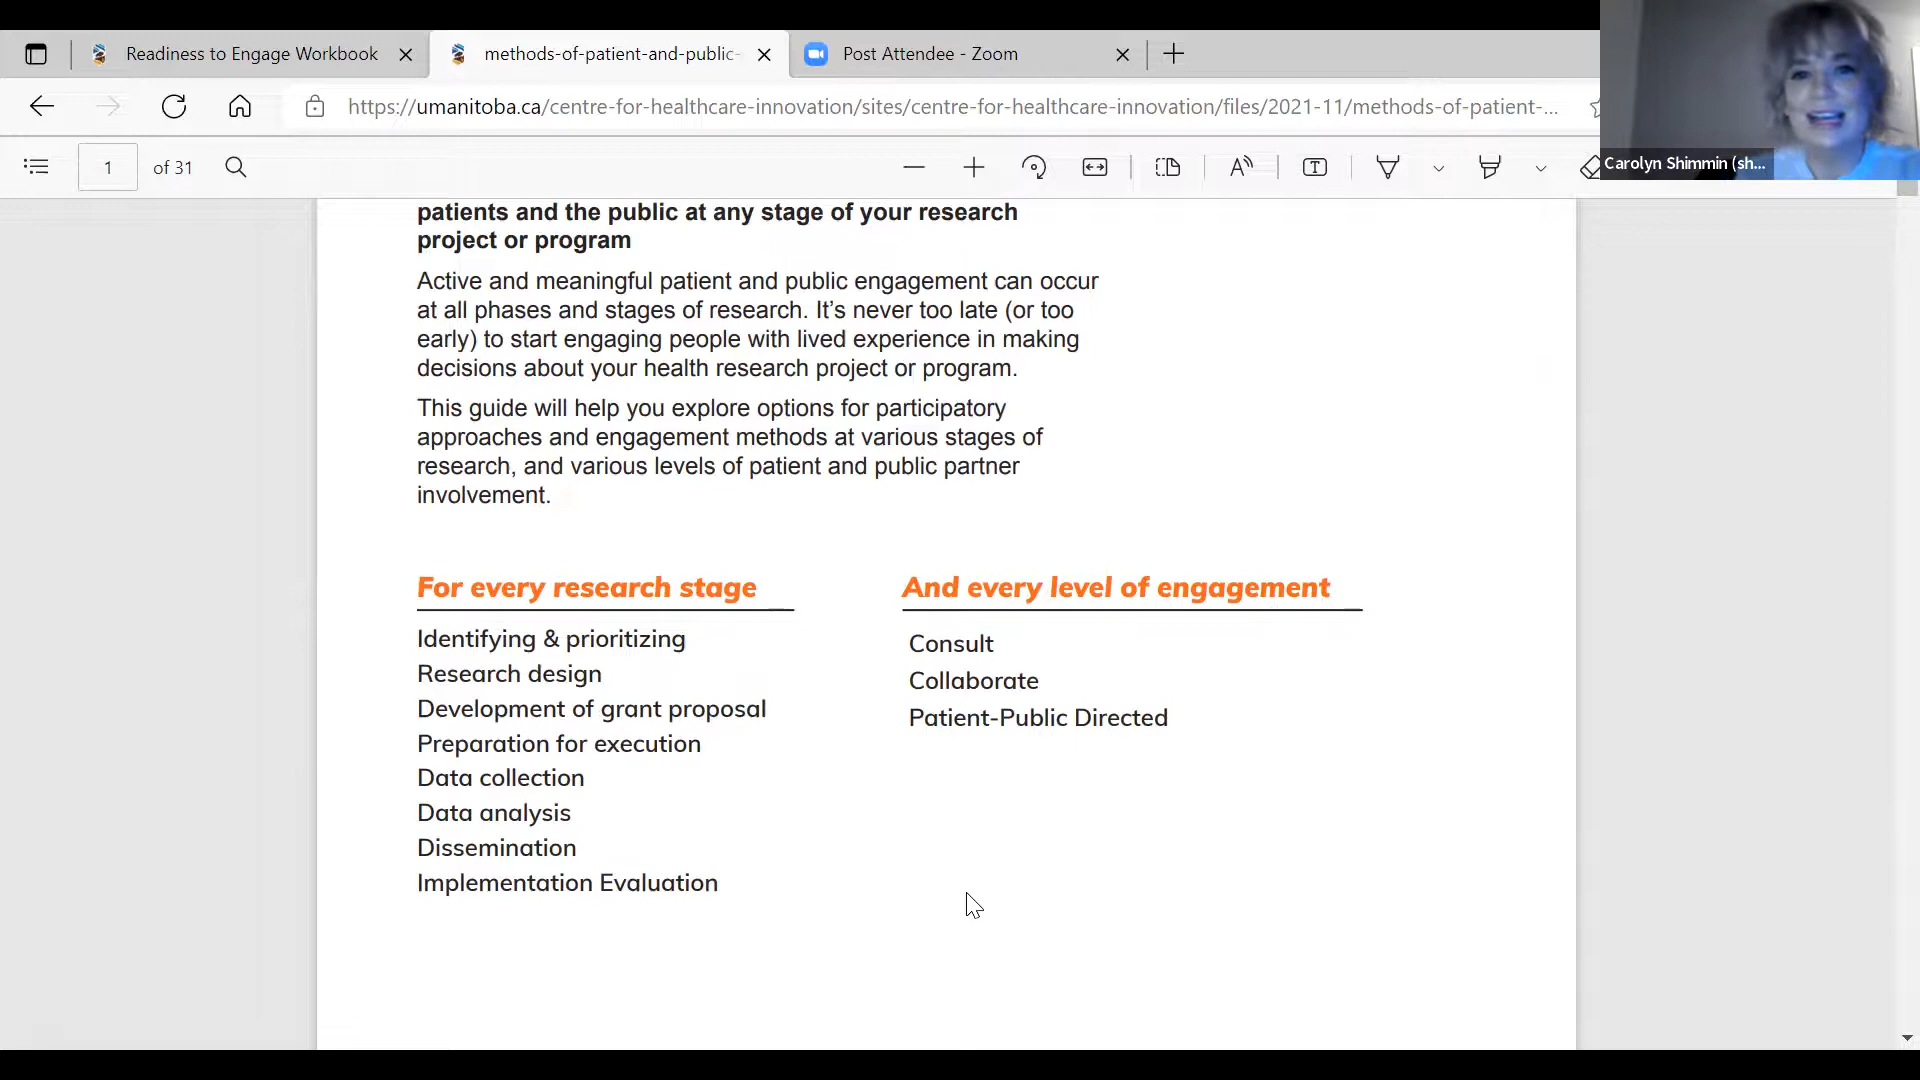 Readiness to Engage Workbook
methods-of-patient-and-public-
Post Attendee - Zoom
https://umanitoba.ca/centre-for-healthcare-innovation/sites/centre-for-healthcare-innovation/files/2021-11/methods-of-patient-...
1 of 31
Carolyn Shimmin (sh...
patients and the public at any stage of your research
project or program
Active and meaningful patient and public engagement can occur
at all phases and stages of research. It’s never too late (or too
early) to start engaging people with lived experience in making
decisions about your health research project or program.
This guide will help you explore options for participatory
approaches and engagement methods at various stages of
research, and various levels of patient and public partner
involvement.
For every research stage
Identifying & prioritizing
Research design
Development of grant proposal
Preparation for execution
Data collection
Data analysis
Dissemination
Implementation Evaluation
And every level of engagement
Consult
Collaborate
Patient-Public Directed